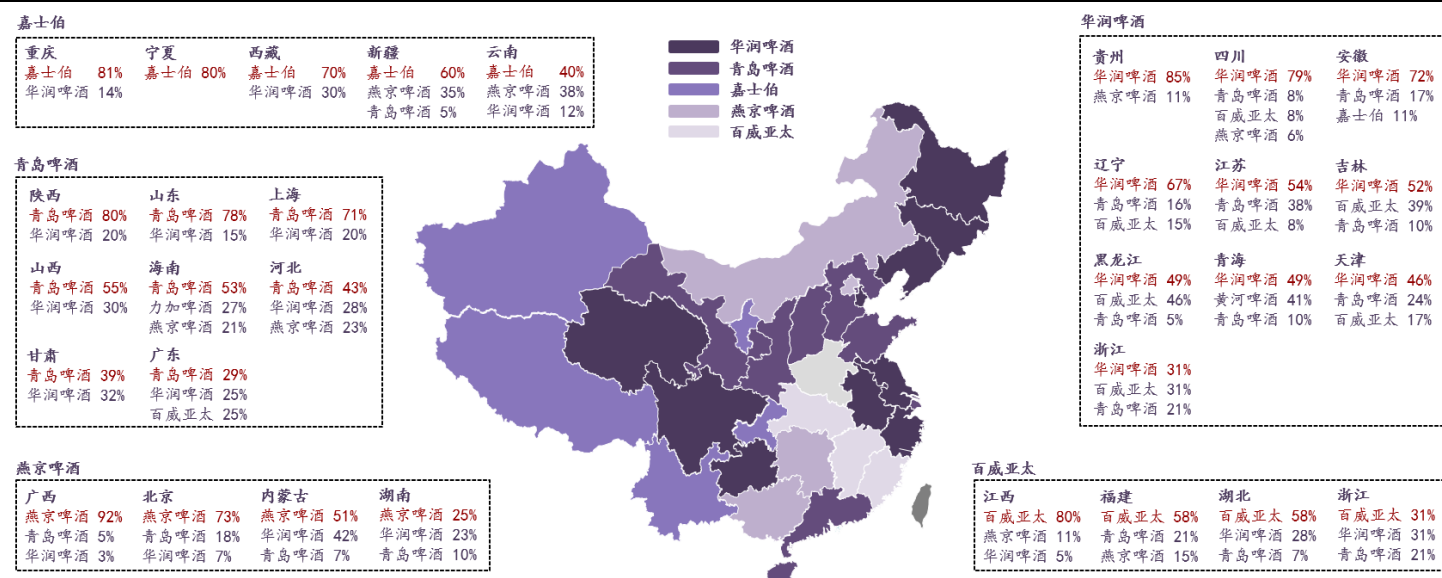 嘉士伯
重庆 宁夏 西藏 新疆 云南
嘉士伯 81% 嘉士伯 80% 嘉士伯 70% 嘉士伯 60% 嘉士伯 40%
华润啤酒 14% 华润啤酒 30% 燕京啤酒 35% 燕京啤酒 38%
青岛啤酒 5% 华润啤酒 12%
青岛啤酒
陕西 山东 上海
青岛啤酒 80% 青岛啤酒 78% 青岛啤酒 71%
华润啤酒 20% 华润啤酒 15% 华润啤酒 20%
山西 海南 河北
青岛啤酒 55% 青岛啤酒 53% 青岛啤酒 43%
华润啤酒 30% 力加啤酒 27% 华润啤酒 28%
燕京啤酒 21% 燕京啤酒 23%
甘肃 广东
青岛啤酒 39% 青岛啤酒 29%
华润啤酒 32% 华润啤酒 25%
百威亚太 25%
燕京啤酒
广西 北京 内蒙古 湖南
燕京啤酒 92% 燕京啤酒 73% 燕京啤酒 51% 燕京啤酒 25%
青岛啤酒 5% 青岛啤酒 18% 华润啤酒 42% 华润啤酒 23%
华润啤酒 3% 华润啤酒 7% 青岛啤酒 7% 青岛啤酒 10%
华润啤酒
青岛啤酒
嘉士伯
燕京啤酒
百威亚太
华润啤酒
贵州 四川 安徽
华润啤酒 85% 华润啤酒 79% 华润啤酒 72%
燕京啤酒 11% 青岛啤酒 8% 青岛啤酒 17%
百威亚太 8% 嘉士伯 11%
燕京啤酒 6%
辽宁 江苏 吉林
华润啤酒 67% 华润啤酒 54% 华润啤酒 52%
青岛啤酒 16% 青岛啤酒 38% 百威亚太 39%
百威亚太 15% 百威亚太 8% 青岛啤酒 10%
黑龙江 青海 天津
华润啤酒 49% 华润啤酒 49% 华润啤酒 46%
百威亚太 46% 黄河啤酒 41% 青岛啤酒 24%
青岛啤酒 5% 青岛啤酒 10% 百威亚太 17%
浙江
华润啤酒 31%
百威亚太 31%
青岛啤酒 21%
百威亚太
江西 福建 湖北 浙江
百威亚太 80% 百威亚太 58% 百威亚太 58% 百威亚太 31%
燕京啤酒 11% 青岛啤酒 21% 华润啤酒 28% 华润啤酒 31%
华润啤酒 5% 燕京啤酒 15% 青岛啤酒 7% 青岛啤酒 21%